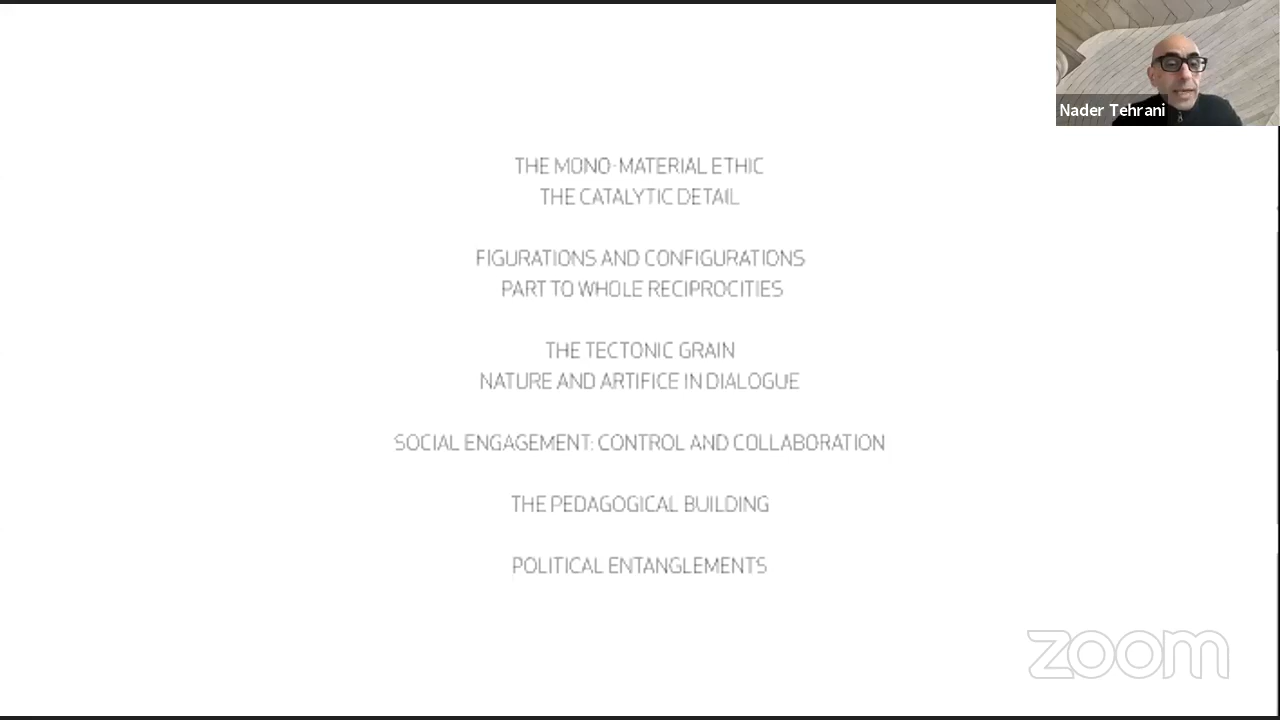 Nader Tehrani
THE MONO-MATERIAL ETHIC
THE CATALYTIC DETAIL
FIGURATIONS AND CONFIGURATIONS
PART TO WHOLE RECIPROCITIES
THE TECTONIC GRAIN
NATURE AND ARTIFICE IN DIALOGUE
SOCIAL ENGAGEMENT: CONTROL AND COLLABORATION
THE PEDAGOGICAL BUILDING
POLITICAL ENTANGLEMENTS
zoom